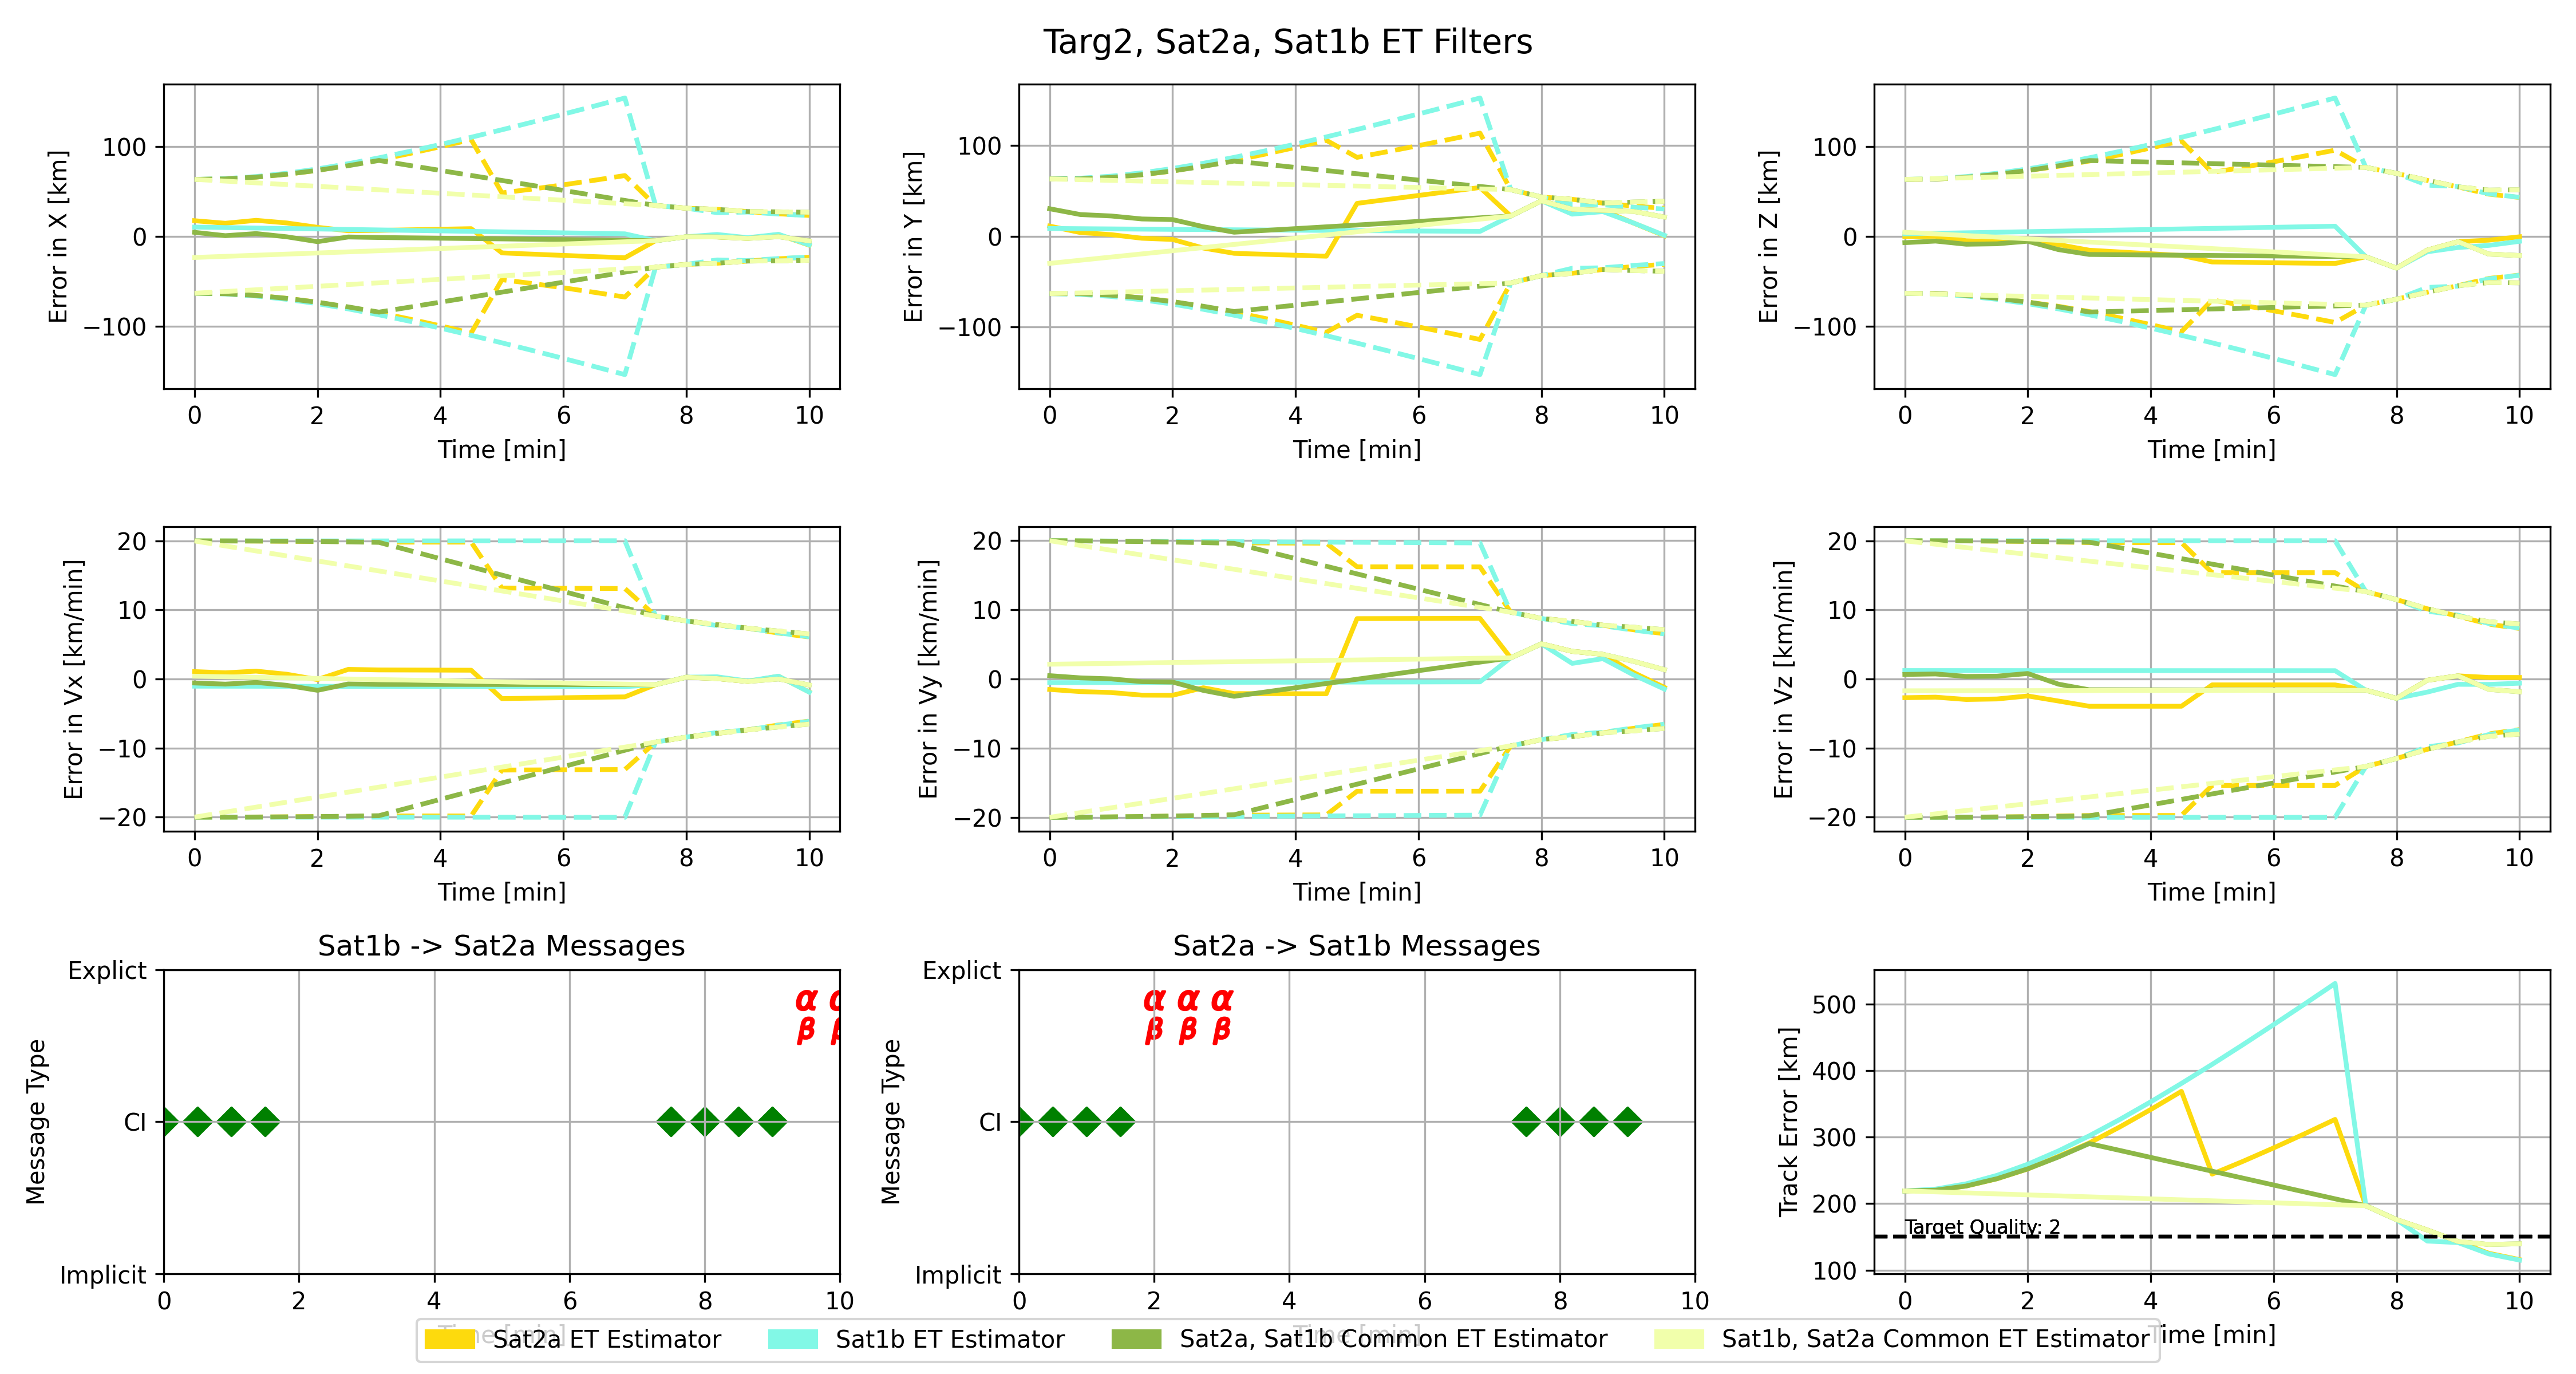 Targ2, Sat2a, Sat1b ET Filters
Error in X [km]
100
0
−100
0 2 4 6 8 10
Time [min]
Error in Y [km]
100
0
−100
0 2 4 6 8 10
Time [min]
Error in Z [km]
100
0
−100
0 2 4 6 8 10
Time [min]
Error in Vx [km/min]
20
10
0
−10
−20
0 2 4 6 8 10
Time [min]
Error in Vy [km/min]
20
10
0
−10
−20
0 2 4 6 8 10
Time [min]
Error in Vz [km/min]
20
10
0
−10
−20
0 2 4 6 8 10
Time [min]
Sat1b -> Sat2a Messages
Message Type
Explict
CI
Implicit
α α
β β
0 2 4 6 8 10
Time [min]
Sat2a -> Sat1b Messages
Message Type
Explict
CI
Implicit
α α α
β β β
0 2 4 6 8 10
Time [min]
Track Error [km]
500
400
300
200
100
Target Quality: 2
0 2 4 6 8 10
Time [min]
Sat2a ET Estimator
Sat1b ET Estimator
Sat2a, Sat1b Common ET Estimator
Sat1b, Sat2a Common ET Estimator